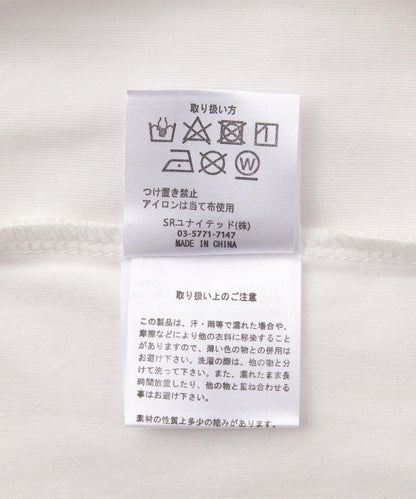 取り扱い方
W
つけ置き禁止
アイロンは当て布使用
SRユナイテッド(株)
03-5771-7147
MADE IN CHINA
取り扱い上のご注意
この製品は、汗・雨等で濡れた場合や、
摩擦などにより他の衣料に移染すること
がありますので、薄い色の物との併用は
お避け下さい。洗濯の際は、他の物と分
けて洗って下さい。また、濡れたまま長
時間放置したり、他の物と重ね合わせる
事はお避け下さい。
素材の性質上多少の縮みがあります。